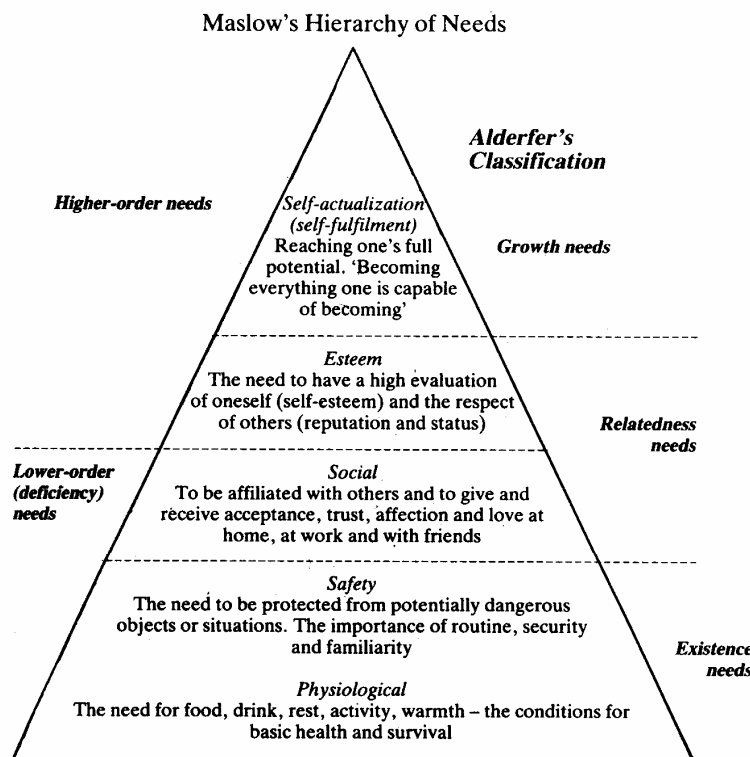 Maslow's Hierarchy of Needs
Alderfer's
Classification
Higher-order needs
Self-actualization
(self-fulfilment)
Reaching one's full
potential. 'Becoming
everything one is capable
of becoming'
Growth needs
Esteem
The need to have a high evaluation
of oneself (self-esteem) and the respect
of others (reputation and status)
Relatedness
needs
Lower-order
(deficiency)
needs
Social
To be affiliated with others and to give and
receive acceptance, trust, affection and love at
home, at work and with friends
Safety
The need to be protected from potentially dangerous
objects or situations. The importance of routine, security
and familiarity
Existence
needs
Physiological
The need for food, drink, rest, activity, warmth – the conditions for
basic health and survival